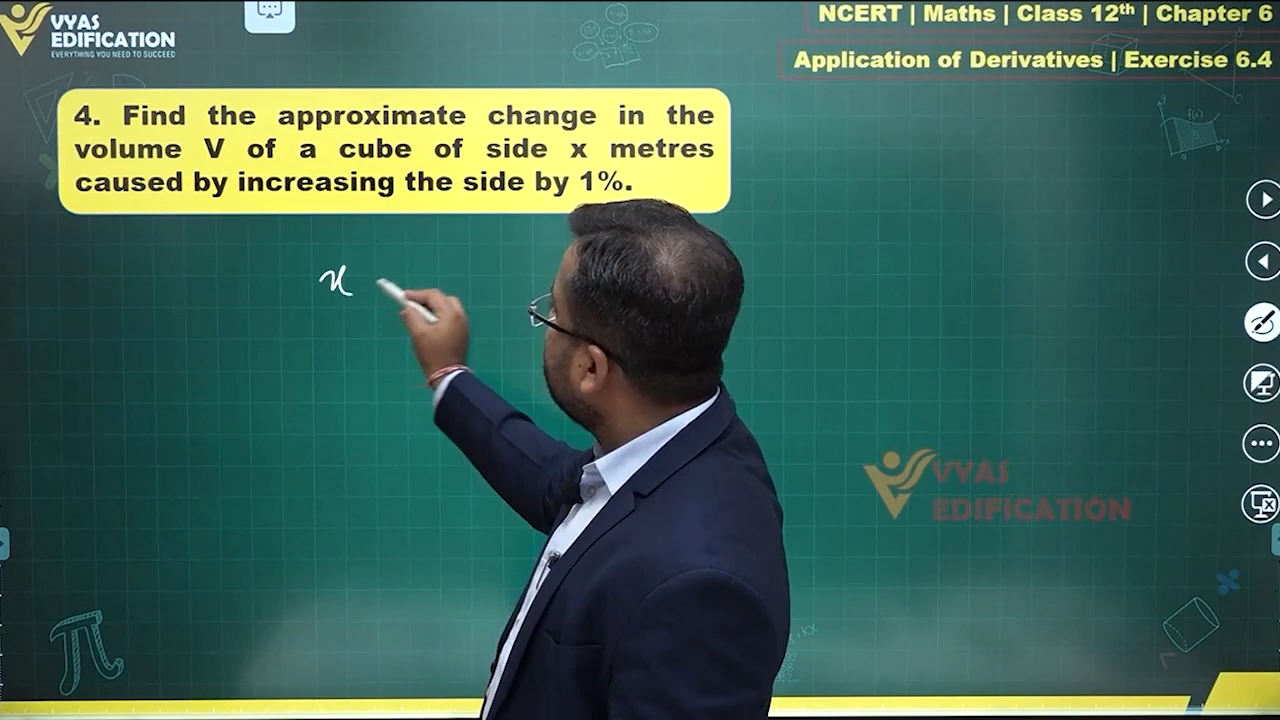 VYAS
EDIFICATION
EVERYTHING YOU NEED TO SUCCEED
NCERT | Maths | Class 12th | Chapter 6
Application of Derivatives | Exercise 6.4
4. Find the approximate change in the
volume V of a cube of side x metres
caused by increasing the side by 1%.
x
VYAS
EDIFICATION
π